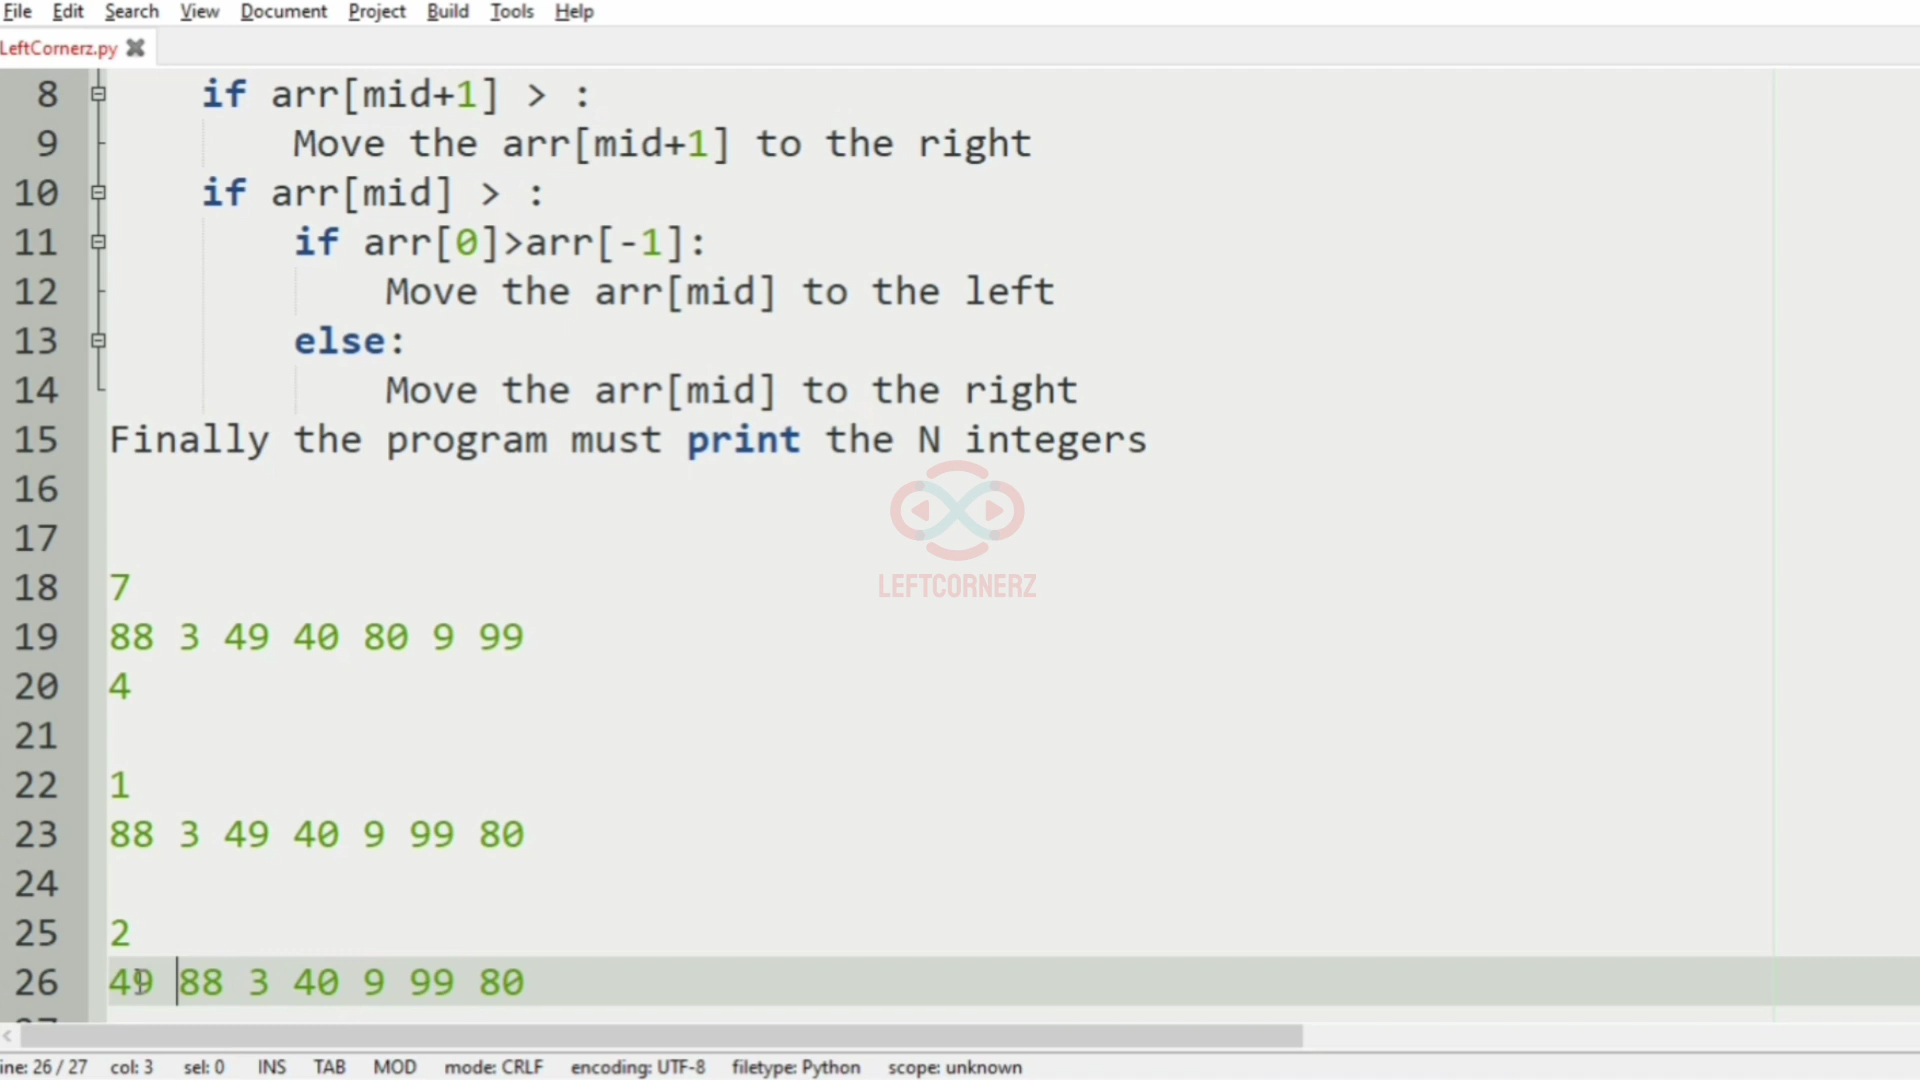 File Edit Search View Document Project Build Tools Help
LeftCornerz.py
8 if arr[mid+1] > :
9 Move the arr[mid+1] to the right
10 if arr[mid] > :
11 if arr[0]>arr[-1]:
12 Move the arr[mid] to the left
13 else:
14 Move the arr[mid] to the right
15 Finally the program must print the N integers
16
17
LEFTCORNERZ
18 7
19 88 3 49 40 80 9 99
20 4
21
22 1
23 88 3 49 40 9 99 80
24
25 2
26 49 88 3 40 9 99 80
ine: 26 / 27 col: 3 sel: 0 INS TAB MOD mode: CRLF encoding: UTF-8 filetype: Python scope: unknown